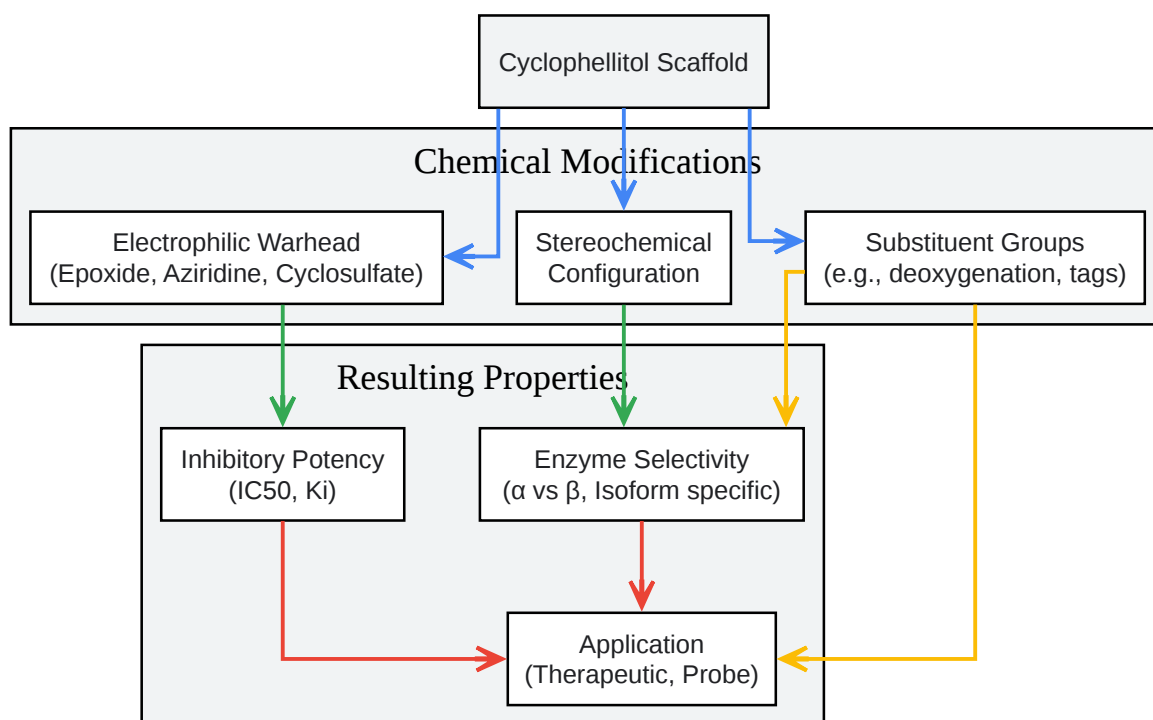 Cyclophellitol Scaffold
Chemical Modifications
Electrophilic Warhead
(Epoxide, Aziridine, Cyclosulfate)
Stereochemical
Configuration
Substituent Groups
(e.g., deoxygenation, tags)
Resulting Properties
Inhibitory Potency
(IC50, Ki)
Enzyme Selectivity
(α vs β, Isoform specific)
Application
(Therapeutic, Probe)